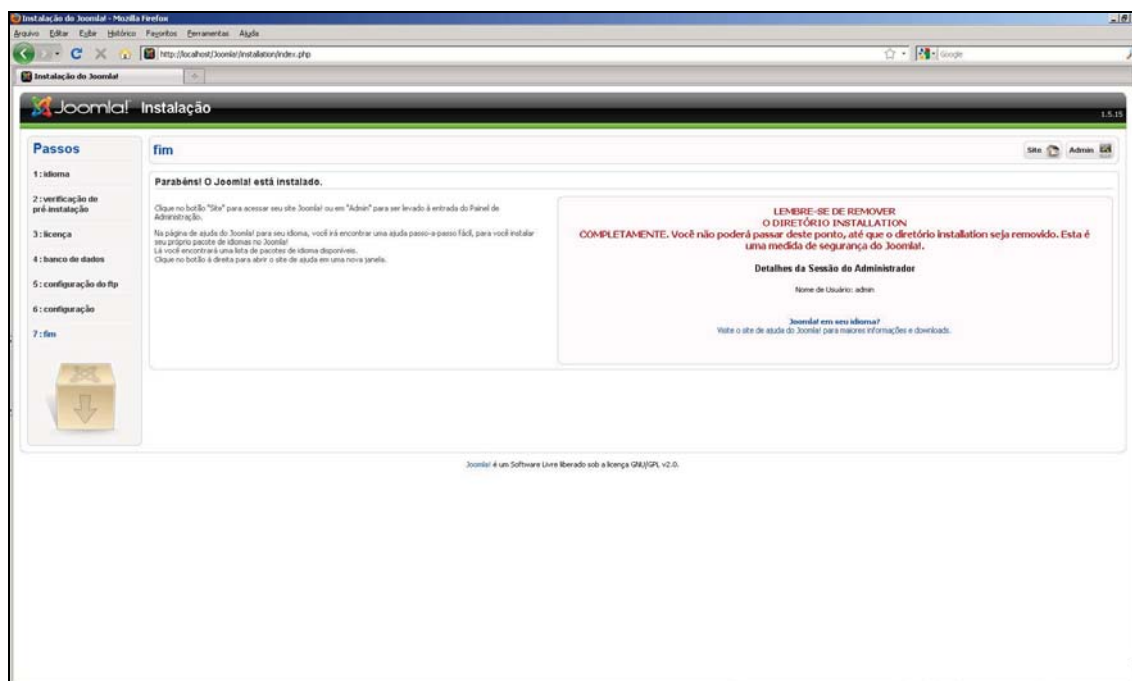 Instalação do Joomla! - Mozilla Firefox
Arquivo Editar Exibir Histórico Favoritos Ferramentas Ajuda
http://localhost/Joomla!/installation/index.php
Google
Instalação do Joomla!
Joomla! Instalação
1.5.15
Passos
1 : idioma
2 : verificação de
pré-instalação
3 : licença
4 : banco de dados
5 : configuração do ftp
6 : configuração
7 : fim
fim
Site
Admin
Parabéns! O Joomla! está instalado.
Clique no botão "Site" para acessar seu site Joomla! ou em "Admin" para ser levado à entrada do Painel de
Administração.
Na página de ajuda do Joomla! para seu idioma, você irá encontrar uma ajuda passo-a-passo fácil, para você instalar
seu próprio pacote de idiomas no Joomla!
Lá você encontrará uma lista de pacotes de idioma disponíveis.
Clique no botão à direita para abrir o site de ajuda em uma nova janela.
LEMBRE-SE DE REMOVER
O DIRETÓRIO INSTALLATION
COMPLETAMENTE. Você não poderá passar deste ponto, até que o diretório installation seja removido. Esta é
uma medida de segurança do Joomla!.
Detalhes da Sessão do Administrador
Nome de Usuário: admin
Joomla! em seu idioma?
Visite o site de ajuda do Joomla! para maiores informações e downloads.
Joomla! é um Software Livre liberado sob a licença GNU/GPL v2.0.